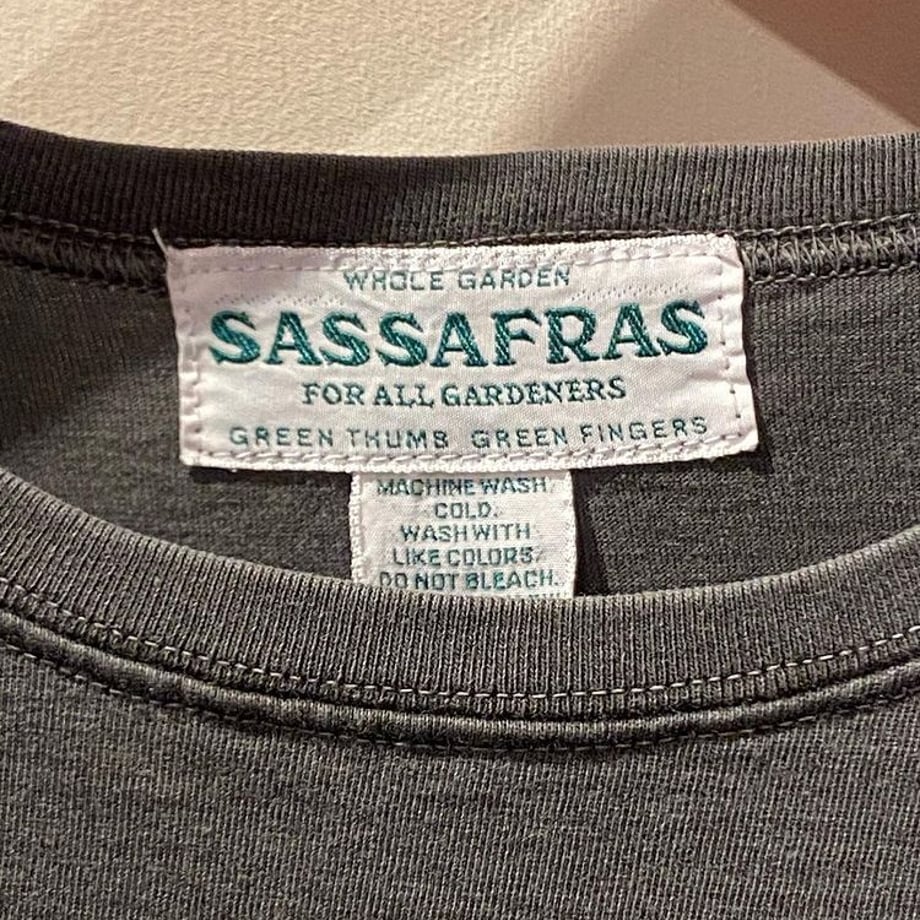 WHOLE GARDEN
SASSAFRAS
FOR ALL GARDENERS
GREEN THUMB GREEN FINGERS
MACHINE WASH
COLD.
WASH WITH
LIKE COLORS.
DO NOT BLEACH.